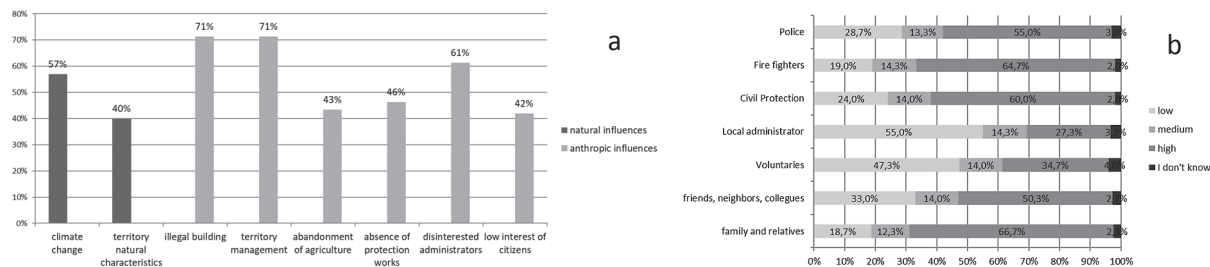 80%
70%
60%
50%
40%
30%
20%
10%
0%
57%
40%
71%
71%
43%
46%
61%
42%
climate
change
territory
natural
characteristics
illegal building
territory
management
abandonment
of agriculture
absence of
protection
works
disinterested
administrators
low interest of
citizens
natural influences
anthropic influences
a
Police
28,7% 13,3% 55,0%
Fire fighters
19,0% 14,3% 64,7%
Civil Protection
24,0% 14,0% 60,0%
Local administrator
55,0% 14,3% 27,3%
Voluntaries
47,3% 14,0% 34,7% 4,0%
friends, neighbors, collegues
33,0% 14,0% 50,3%
family and relatives
18,7% 12,3% 66,7%
0% 10% 20% 30% 40% 50% 60% 70% 80% 90% 100%
b
low
medium
high
I don't know